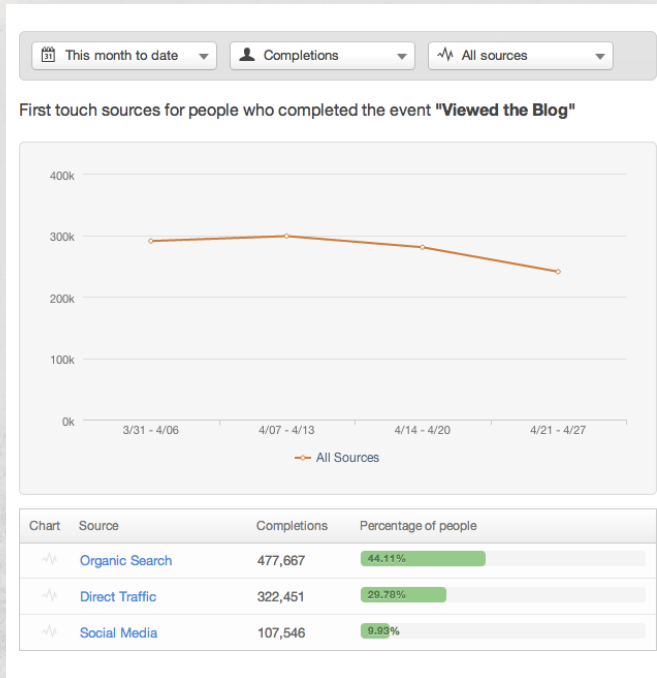 31 This month to date Completions All sources
First touch sources for people who completed the event "Viewed the Blog"
400k
300k
200k
100k
0k
3/31 - 4/06 4/07 - 4/13 4/14 - 4/20 4/21 - 4/27
All Sources
Chart Source Completions Percentage of people
Organic Search 477,667 44.11%
Direct Traffic 322,451 29.78%
Social Media 107,546 9.93%